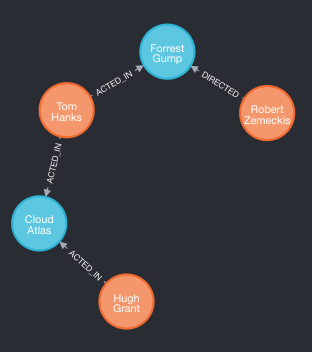 Forrest
Gump
ACTED_IN
DIRECTED
Tom
Hanks
Robert
Zemeckis
ACTED_IN
Cloud
Atlas
ACTED_IN
Hugh
Grant